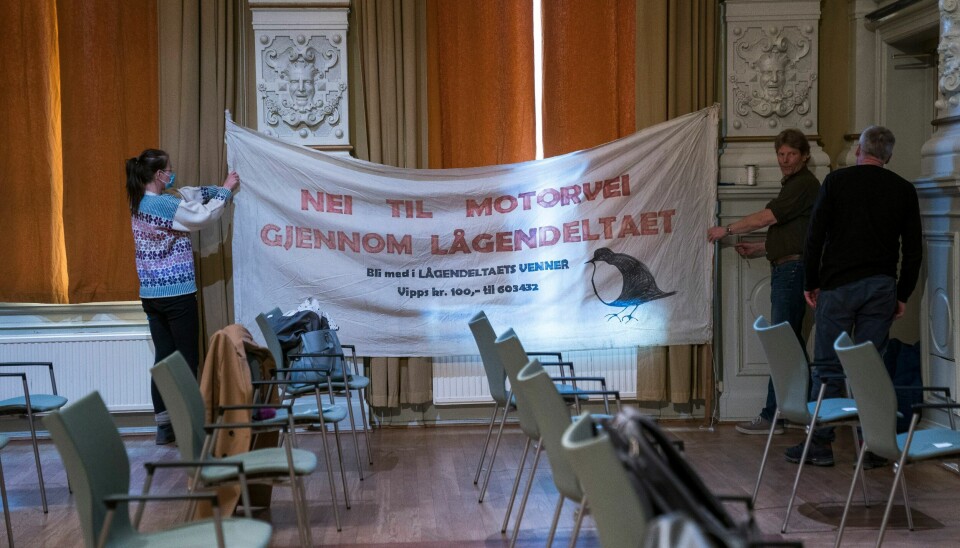 NEI TIL MOTORVEI
GJENNOM LÅGENDELTAET
Bli med i LÅGENDELTAETS VENNER
Vipps kr. 100,- til 603432